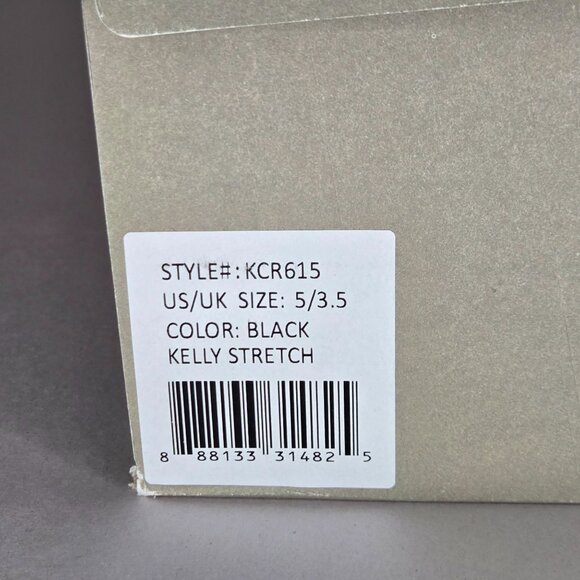 STYLE#: KCR615
US/UK SIZE: 5/3.5
COLOR: BLACK
KELLY STRETCH
8 88133 31482 5